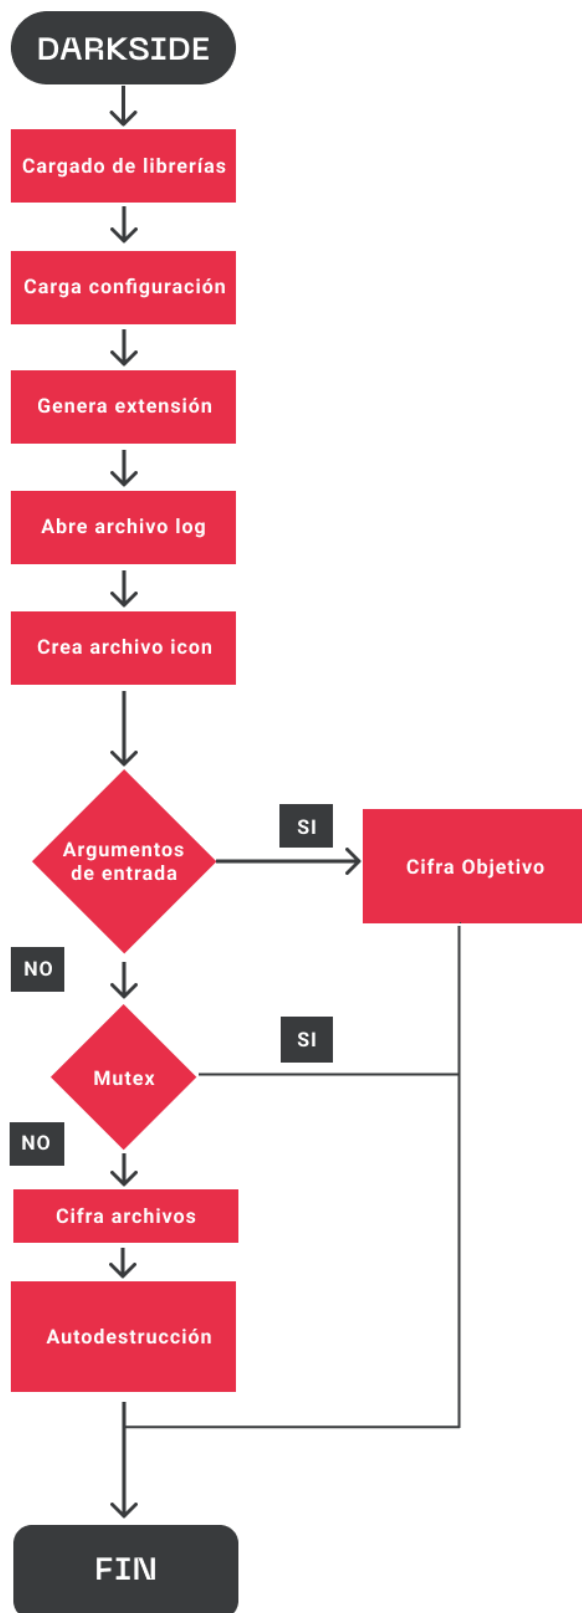 DARKSIDE
Cargado de librerías
Carga configuración
Genera extensión
Abre archivo log
Crea archivo icon
Argumentos
de entrada
SI
Cifra Objetivo
NO
Mutex
SI
NO
Cifra archivos
Autodestrucción
FIN